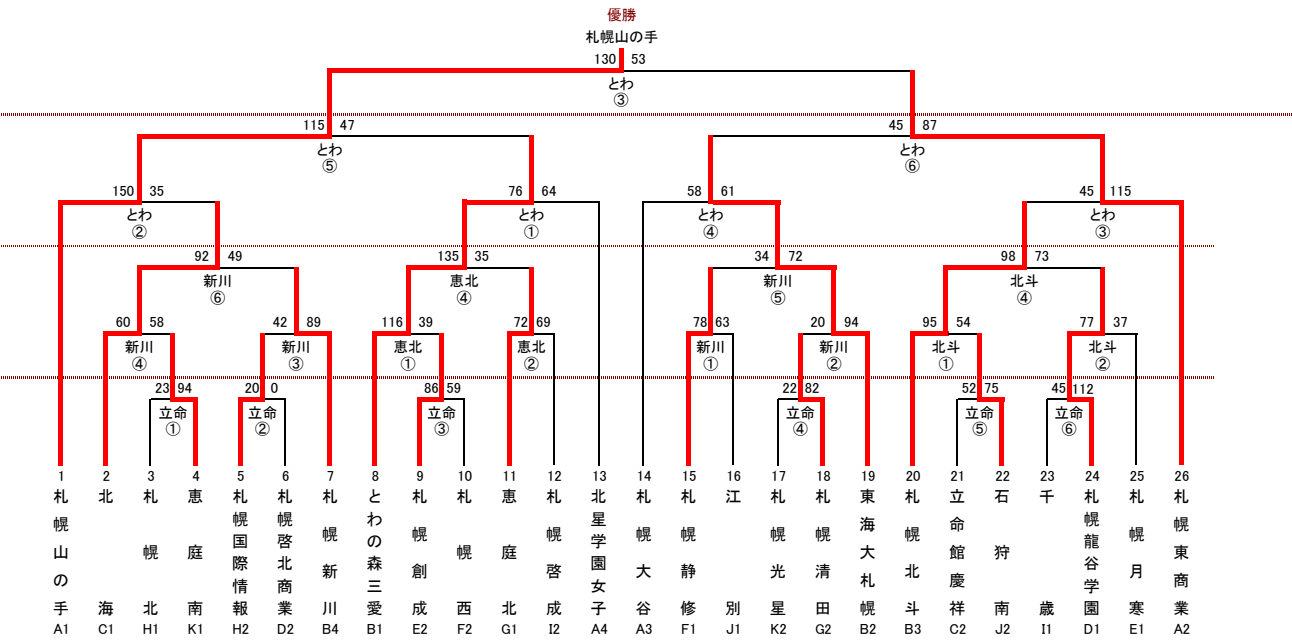 優勝
札幌山の手
130 53
とわ
③
115 47
とわ
⑤
45 87
とわ
⑥
150 35
とわ
②
76 64
とわ
①
58 61
とわ
④
45 115
とわ
③
92 49
新川
⑥
135 35
恵北
④
34 72
新川
⑤
98 73
北斗
④
60 58
新川
④
42 89
新川
③
116 39
恵北
①
72 69
恵北
②
78 63
新川
①
20 94
新川
②
95 54
北斗
①
77 37
北斗
②
23 94
立命
①
20 0
立命
②
86 59
立命
③
22 82
立命
④
52 75
立命
⑤
45 112
立命
⑥
1 札幌山の手 A1
2 北海 C1
3 札幌北 H1
4 恵庭南 K1
5 札幌国際情報 H2
6 札幌啓北商業 D2
7 札幌新川 B4
8 とわの森三愛 B1
9 札幌創成 E2
10 札幌西 F2
11 恵庭北 G1
12 札幌啓成 I2
13 北星学園女子 A4
14 札幌大谷 A3
15 札幌静修 F1
16 江別 J1
17 札幌光星 K2
18 札幌清田 G2
19 東海大札幌 B2
20 札幌北斗 B3
21 立命館慶祥 C2
22 石狩南 J2
23 千歳 I1
24 札幌龍谷学園 D1
25 札幌月寒 E1
26 札幌東商業 A2